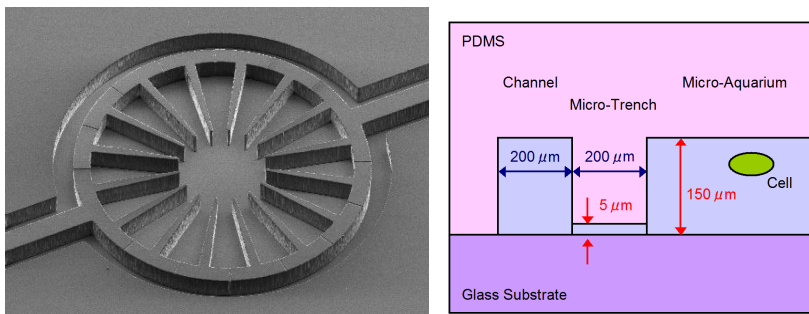 PDMS
Channel
Micro-Aquarium
Micro-Trench
200 μm
200 μm
Cell
5 μm
150 μm
Glass Substrate